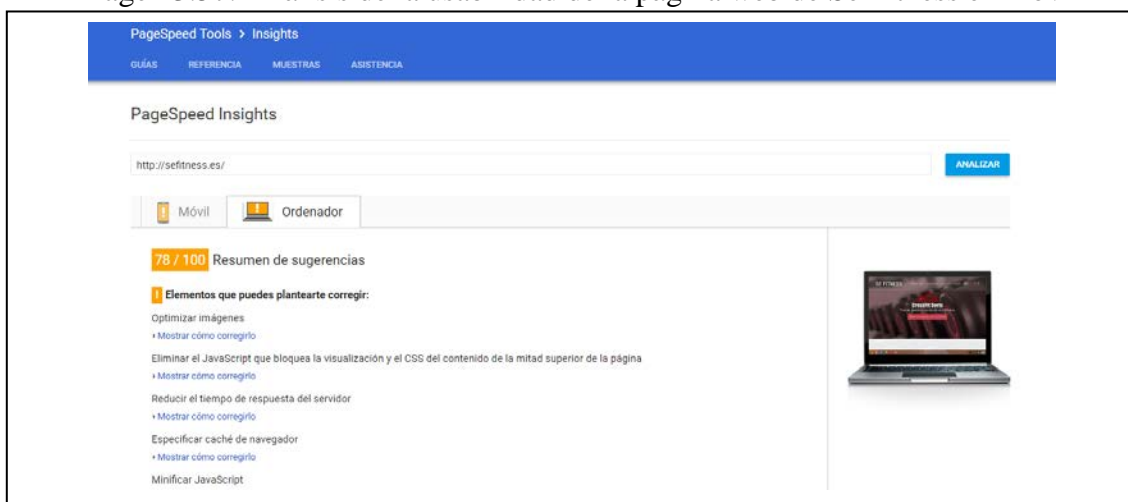 PageSpeed Tools > Insights
GUÍAS REFERENCIA MUESTRAS ASISTENCIA
PageSpeed Insights
http://sefitness.es/ ANALIZAR
Móvil Ordenador
78 / 100 Resumen de sugerencias
! Elementos que puedes plantearte corregir:
Optimizar imágenes
Mostrar cómo corregirlo
Eliminar el JavaScript que bloquea la visualización y el CSS del contenido de la mitad superior de la página
Mostrar cómo corregirlo
Reducir el tiempo de respuesta del servidor
Mostrar cómo corregirlo
Especificar caché de navegador
Mostrar cómo corregirlo
Minificar JavaScript
SE FITNESS